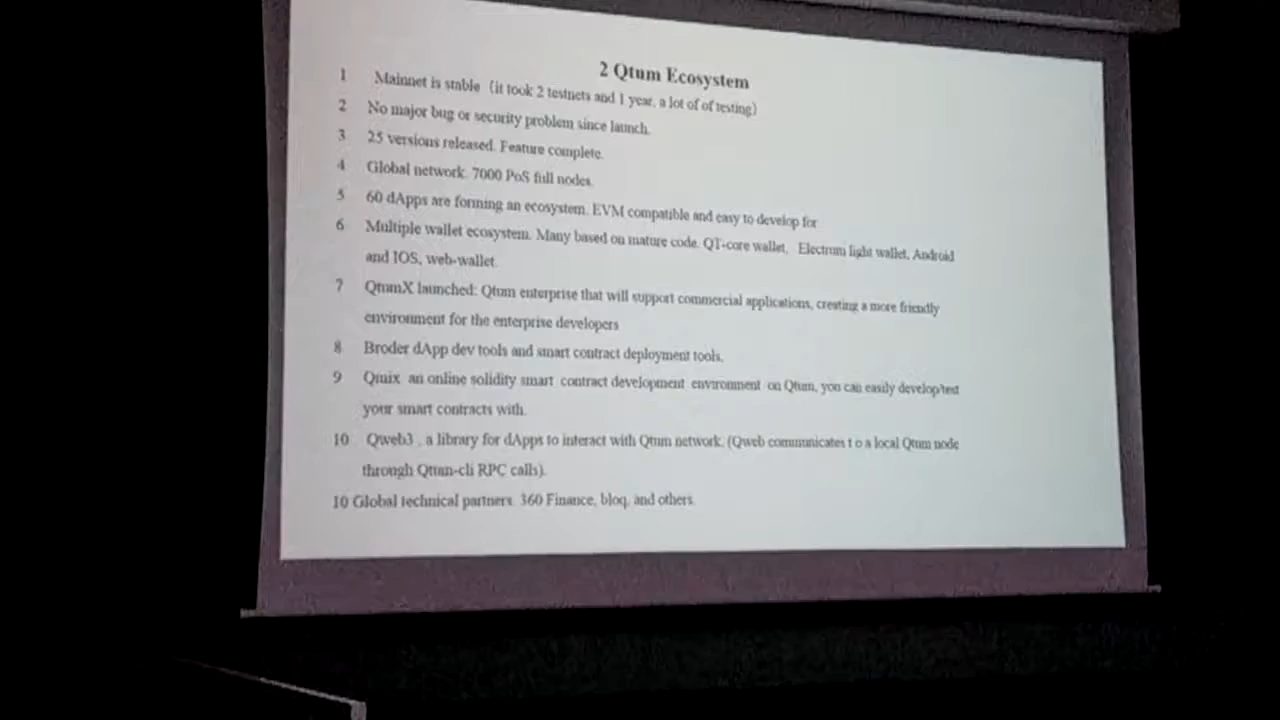 2 Qtum Ecosystem
1 Mainnet is stable (it took 2 testnets and 1 year, a lot of of testing)
2 No major bug or security problem since launch.
3 25 versions released. Feature complete.
4 Global network. 7000 PoS full nodes.
5 60 dApps are forming an ecosystem. EVM compatible and easy to develop for
6 Multiple wallet ecosystem. Many based on mature code. QT-core wallet, Electrum light wallet, Android
and IOS, web-wallet.
7 QtumX launched: Qtum enterprise that will support commercial applications, creating a more friendly
environment for the enterprise developers
8 Broder dApp dev tools and smart contract deployment tools.
9 Qmix an online solidity smart contract development environment on Qtum, you can easily develop/test
your smart contracts with.
10 Qweb3 , a library for dApps to interact with Qtum network. (Qweb communicates t o a local Qtum node
through Qtum-cli RPC calls).
10 Global technical partners. 360 Finance, bloq, and others.